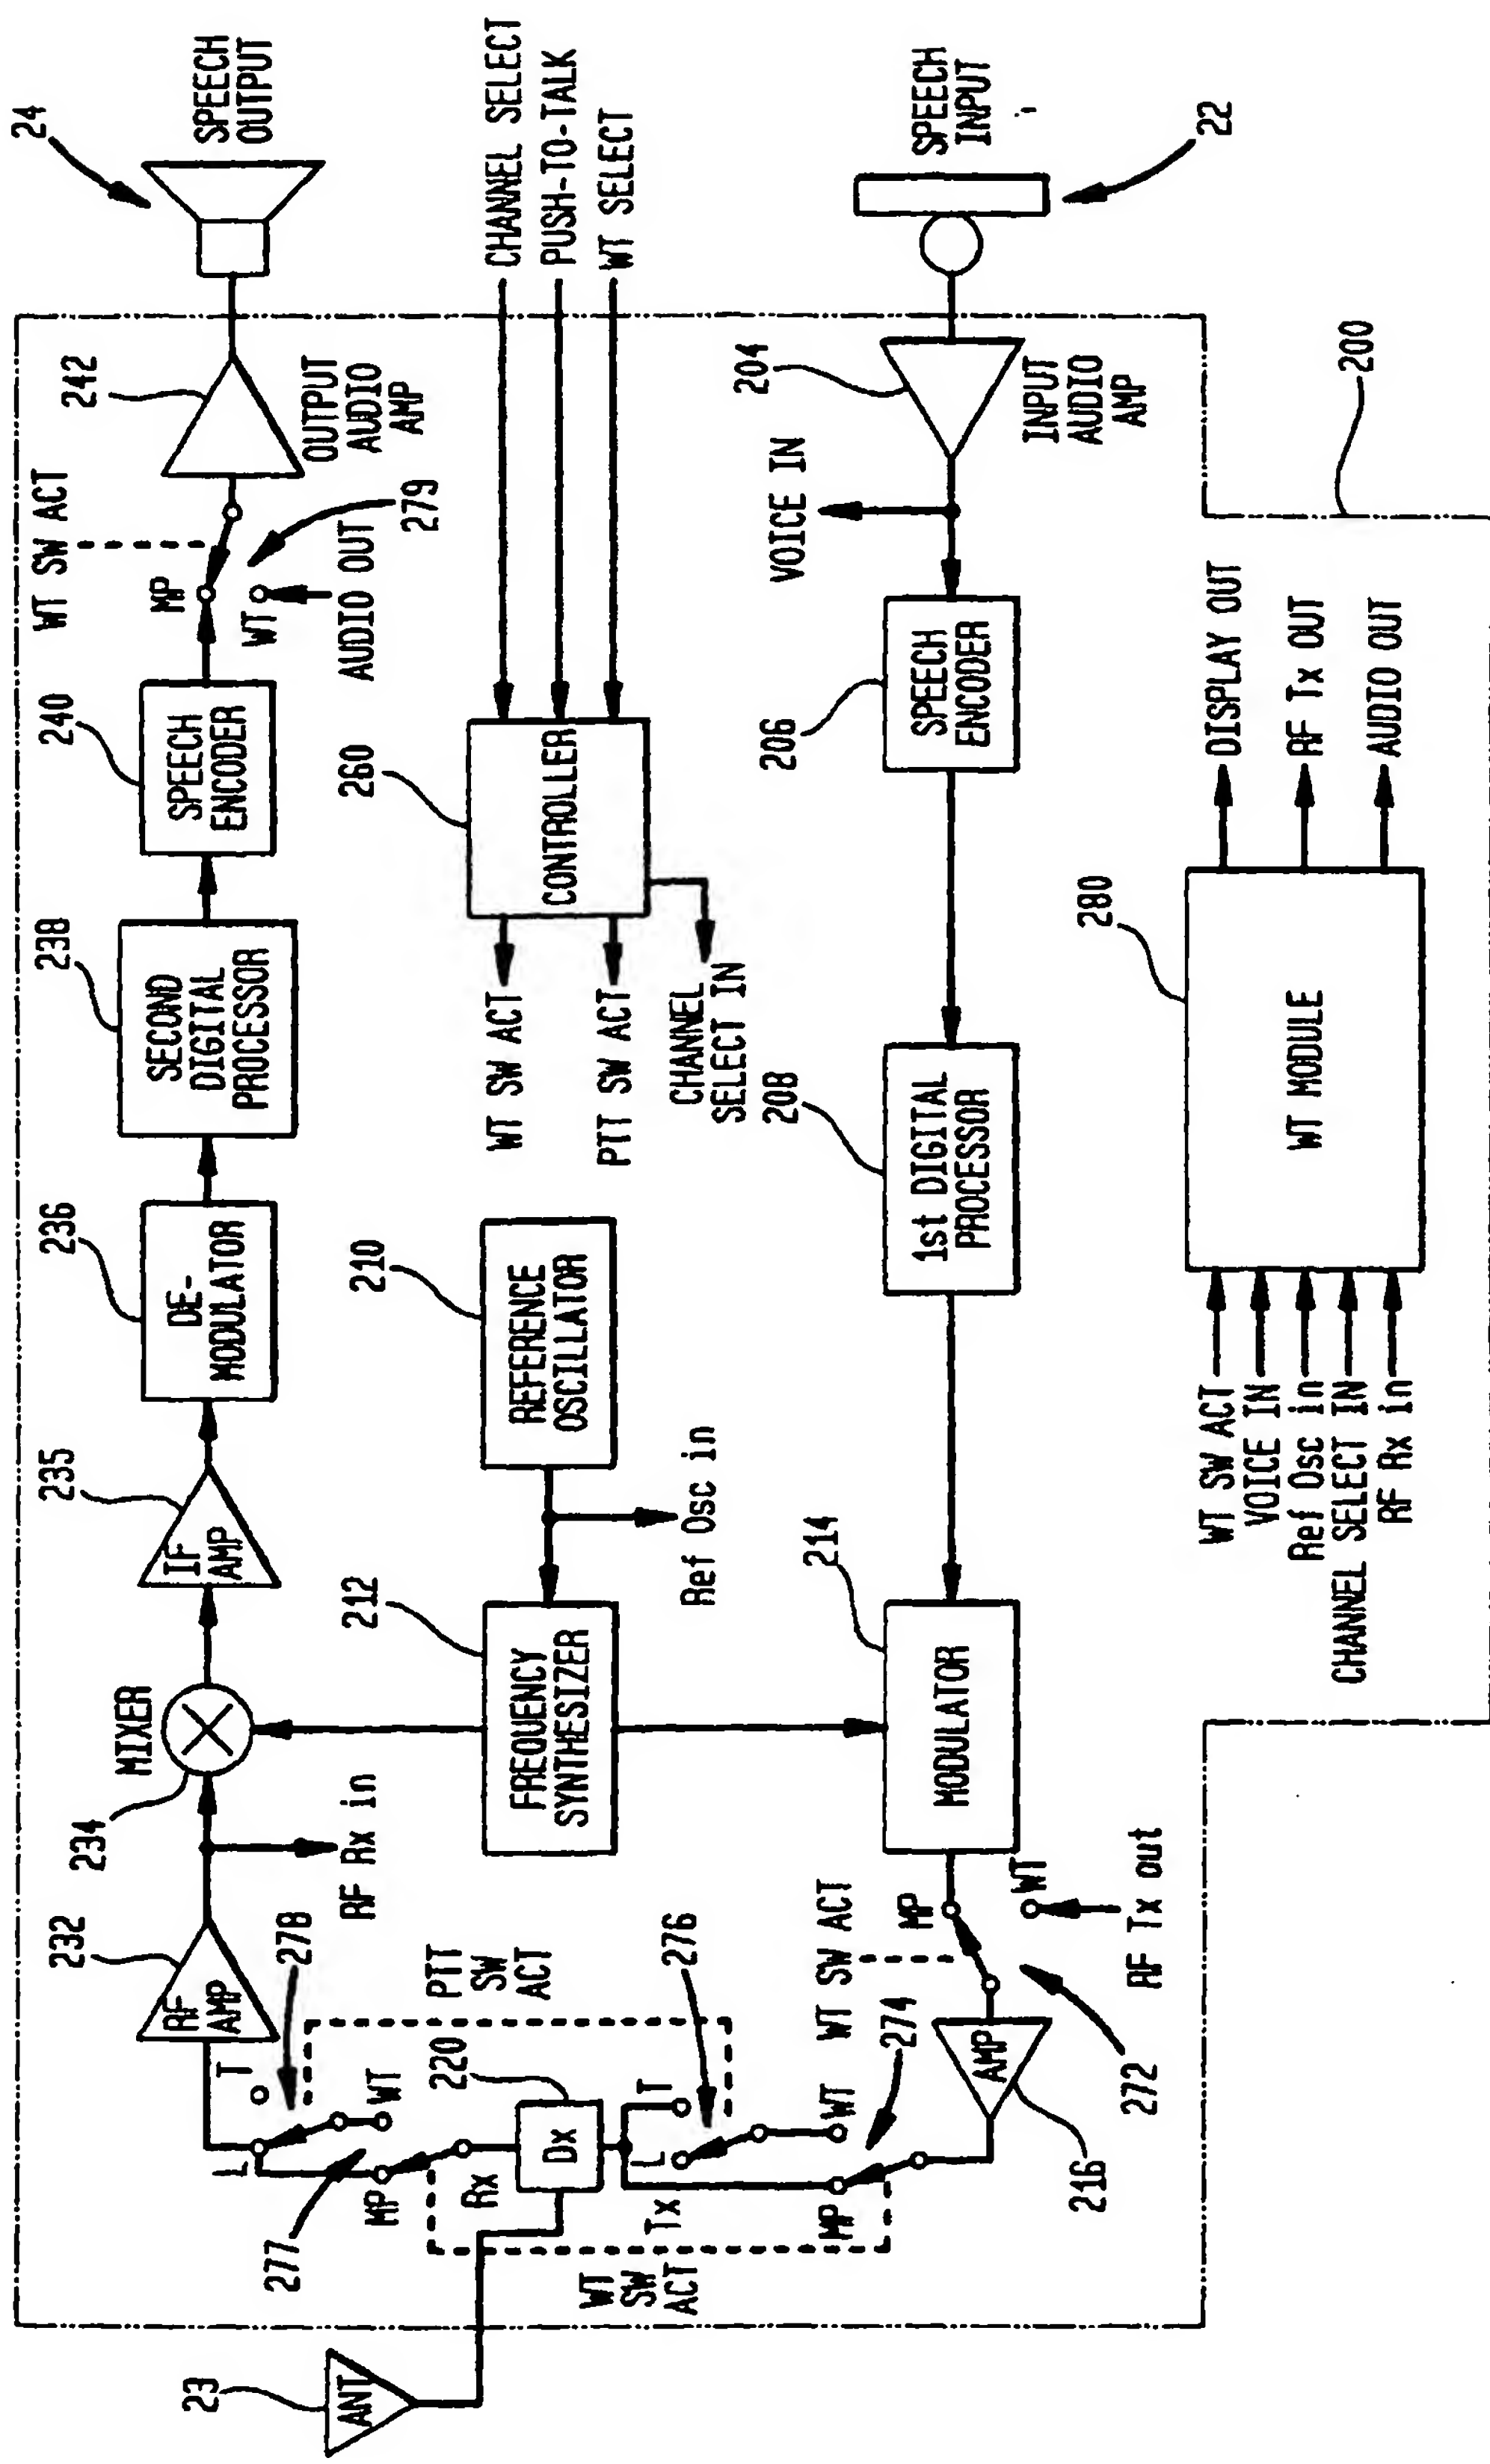 24
SPEECH
OUTPUT
242
OUTPUT
AUDIO
AMP
WT SW ACT
MP
WT
279
AUDIO OUT
240
SPEECH
ENCODER
238
SECOND
DIGITAL
PROCESSOR
236
DE-
MODULATOR
235
IF
AMP
MIXER
234
RF Rx in
232
RF
AMP
278
T
L
WT
277
MP
Rx
PTT
SW
ACT
220
Dx
23
ANT
WT
SW
ACT
Tx
T
L
276
WT
MP
274
CHANNEL SELECT
PUSH-TO-TALK
WT SELECT
260
CONTROLLER
WT SW ACT
PTT SW ACT
CHANNEL
SELECT IN
210
REFERENCE
OSCILLATOR
Ref Osc in
212
FREQUENCY
SYNTHESIZER
SPEECH
INPUT
22
204
INPUT
AUDIO
AMP
VOICE IN
206
SPEECH
ENCODER
208
1st DIGITAL
PROCESSOR
214
MODULATOR
WT SW ACT
MP
WT
RF Tx out
272
AMP
216
200
280
WT MODULE
DISPLAY OUT
RF Tx OUT
AUDIO OUT
WT SW ACT
VOICE IN
Ref Osc in
CHANNEL SELECT IN
RF Rx in